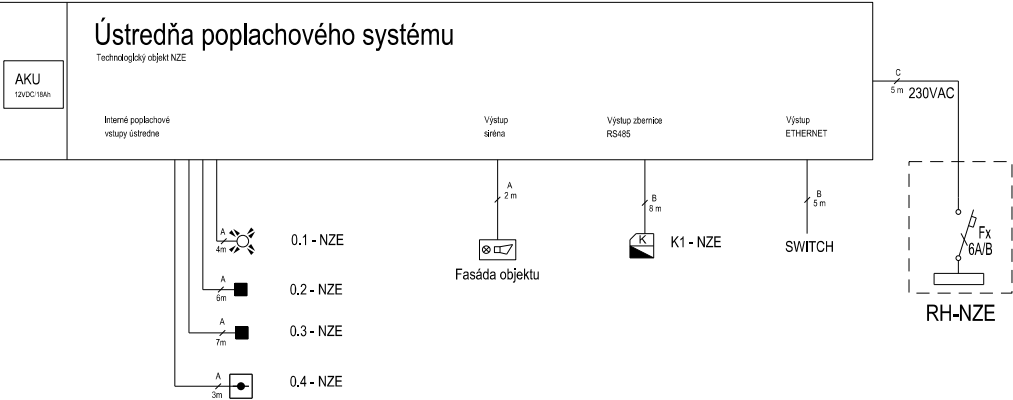 Ústredňa poplachového systému
Technologický objekt NZE
AKU
12VDC/18Ah
Interné poplachové
vstupy ústredne
Výstup
siréna
Výstup zbernice
RS485
Výstup
ETHERNET
C
5 m
230VAC
A
2 m
B
8 m
B
5 m
A
4m
0.1 - NZE
K
K1 - NZE
SWITCH
Fx
6A/B
Fasáda objektu
A
6m
0.2 - NZE
A
7m
0.3 - NZE
RH-NZE
A
3m
0.4 - NZE